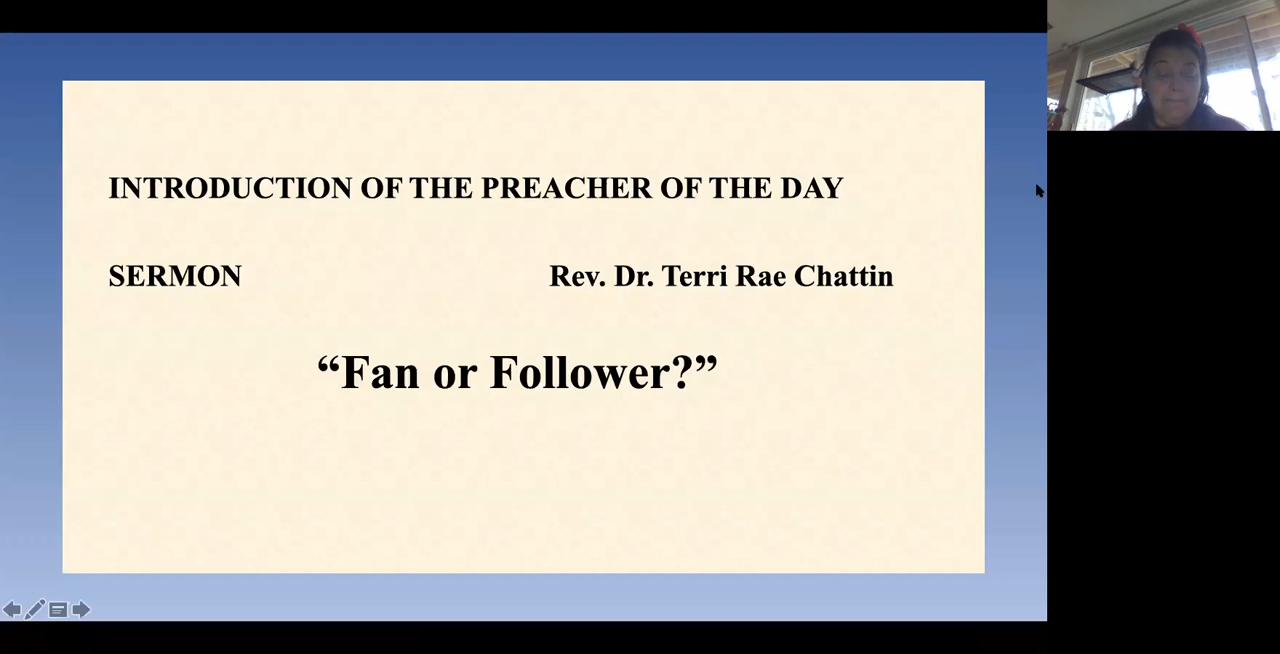 INTRODUCTION OF THE PREACHER OF THE DAY
SERMON Rev. Dr. Terri Rae Chattin
“Fan or Follower?”